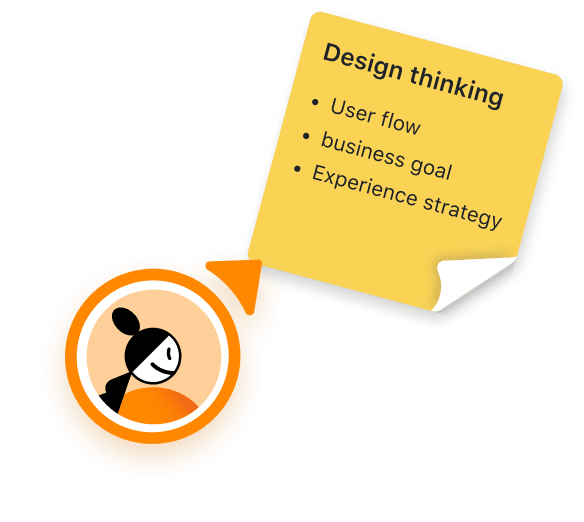 Design thinking
• User flow
• business goal
• Experience strategy